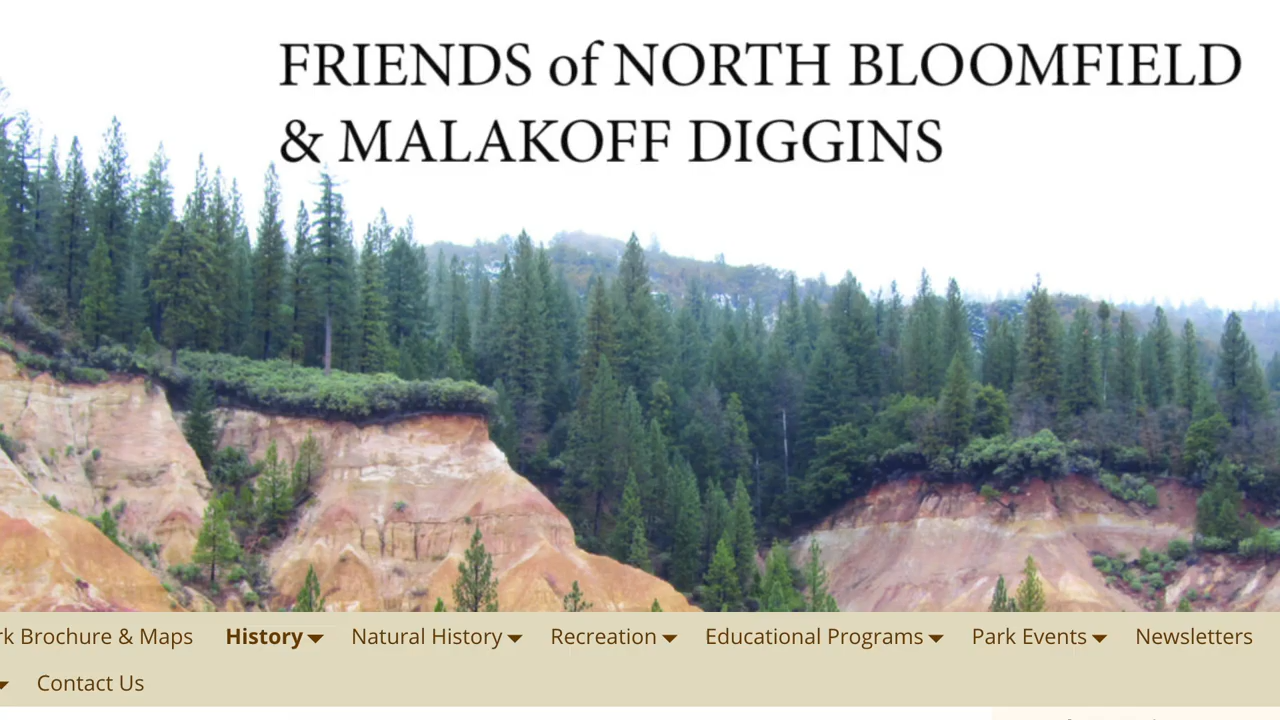 FRIENDS of NORTH BLOOMFIELD
& MALAKOFF DIGGINS
Brochure & Maps History Natural History Recreation Educational Programs Park Events Newsletters
Contact Us